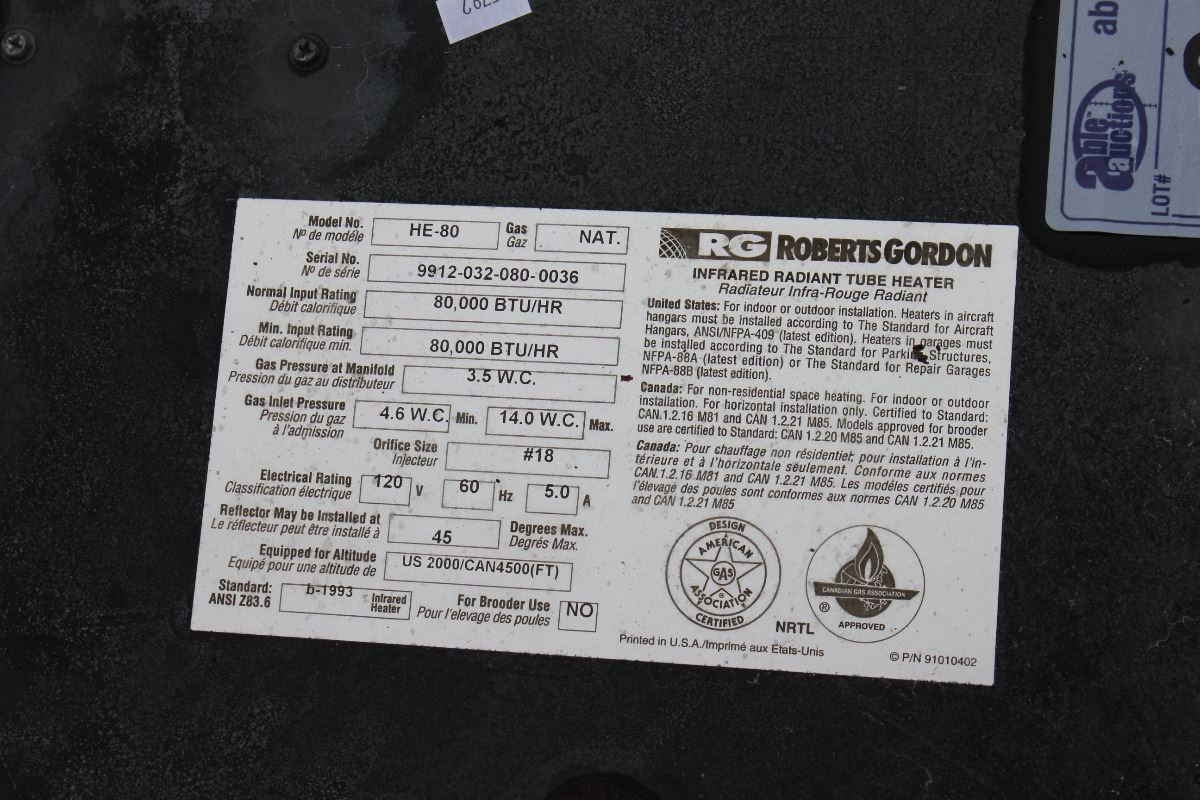 Model No. HE-80 Gas NAT.
Nº de modéle Gaz
Serial No. 9912-032-080-0036
Nº de série
Normal Input Rating 80,000 BTU/HR
Débit calorifique
Min. Input Rating 80,000 BTU/HR
Débit calorifique min.
Gas Pressure at Manifold 3.5 W.C.
Pression du gaz au distributeur
Gas Inlet Pressure 4.6 W.C. Min. 14.0 W.C. Max.
Pression du gaz
à l'admission
Orifice Size #18
Injecteur
Electrical Rating 120 V 60 Hz 5.0 A
Classification électrique
Reflector May be Installed at 45 Degrees Max.
Le réflecteur peut être installé à Degrés Max.
Equipped for Altitude US 2000/CAN4500(FT)
Equipé pour une altitude de
Standard: b-1993 Infrared For Brooder Use NO
ANSI Z83.6 Heater Pour l'elevage des poules
RG ROBERTS GORDON
INFRARED RADIANT TUBE HEATER
Radiateur Infra-Rouge Radiant
United States: For indoor or outdoor installation. Heaters in aircraft
hangars must be installed according to The Standard for Aircraft
Hangars, ANSI/NFPA-409 (latest edition). Heaters in garages must
be installed according to The Standard for Parking Structures,
NFPA-88A (latest edition) or The Standard for Repair Garages
NFPA-88B (latest edition).
Canada: For non-residential space heating. For indoor or outdoor
installation. For horizontal installation only. Certified to Standard:
CAN.1.2.16 M81 and CAN 1.2.21 M85. Models approved for brooder
use are certified to Standard: CAN 1.2.20 M85 and CAN 1.2.21 M85.
Canada: Pour chauffage non résidentiel, pour installation à l'in-
térieure et à l'horizontale seulement. Conforme aux normes
CAN.1.2.16 M81 and CAN 1.2.21 M85. Les modéles certifiés pour
l'élevage des poules sont conformes aux normes CAN 1.2.20 M85
and CAN 1.2.21 M85
DESIGN
AMERICAN
GAS
®
ASSOCIATION
CERTIFIED
NRTL
CANADIAN GAS ASSOCIATION
®
APPROVED
Printed in U.S.A./Imprimé aux États-Unis
© P/N 91010402
able auctions
LOT#
ab